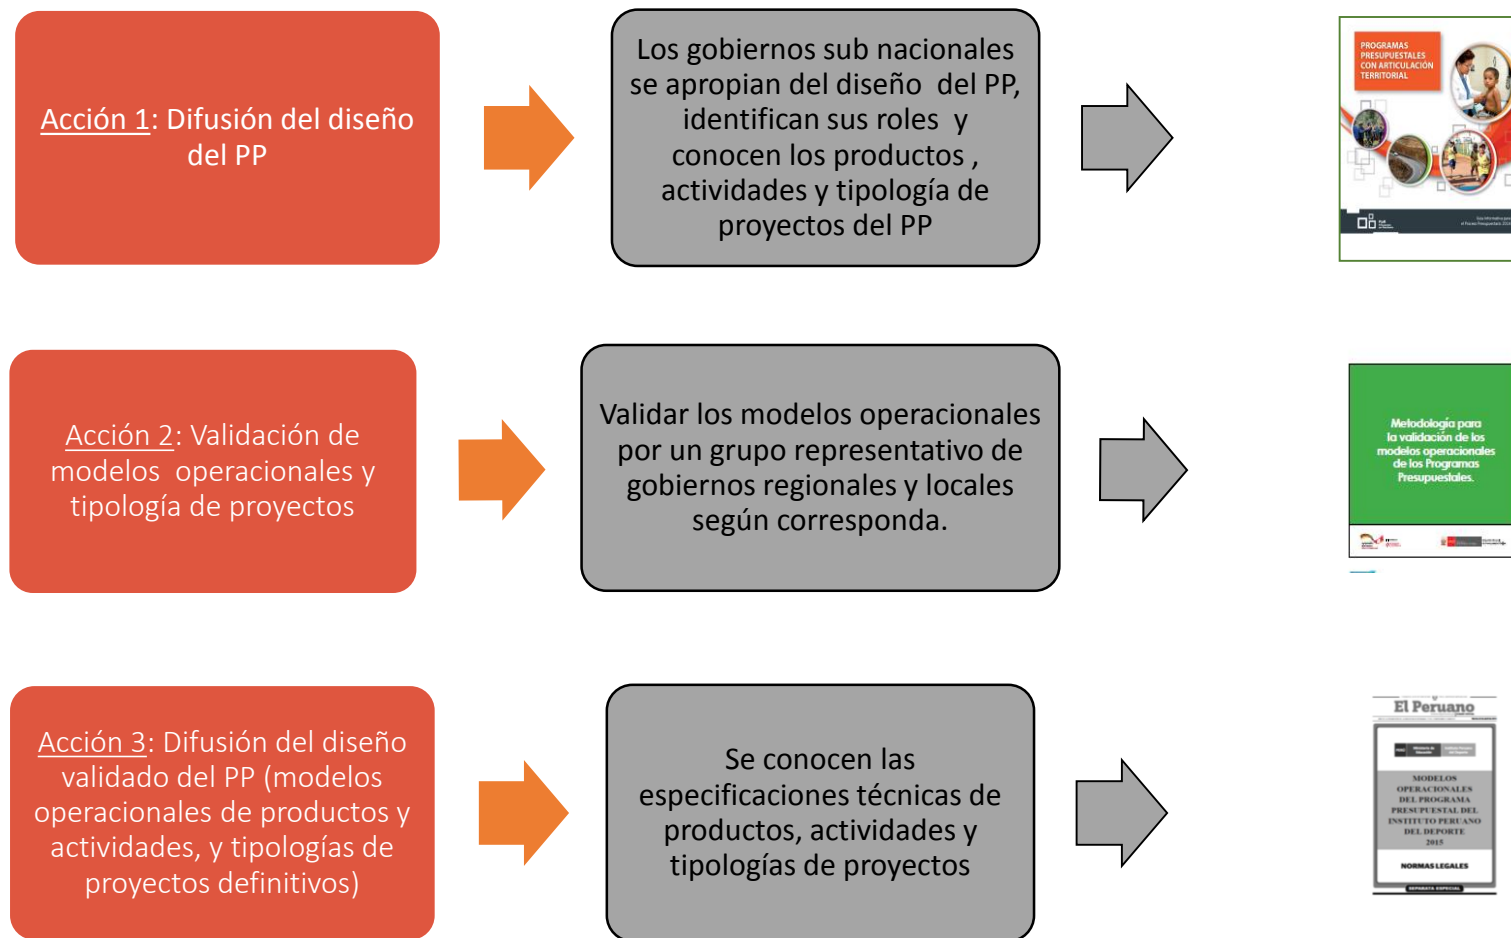 Acción 1: Difusión del diseño
del PP
Los gobiernos sub nacionales
se apropian del diseño del PP,
identifican sus roles y
conocen los productos ,
actividades y tipología de
proyectos del PP
PROGRAMAS
PRESUPUESTALES
CON ARTICULACIÓN
TERRITORIAL
Acción 2: Validación de
modelos operacionales y
tipología de proyectos
Validar los modelos operacionales
por un grupo representativo de
gobiernos regionales y locales
según corresponda.
Metodología para
la validación de los
modelos operacionales
de los Programas
Presupuestales.
Acción 3: Difusión del diseño
validado del PP (modelos
operacionales de productos y
actividades, y tipologías de
proyectos definitivos)
Se conocen las
especificaciones técnicas de
productos, actividades y
tipologías de proyectos
El Peruano
MODELOS
OPERACIONALES
DEL PROGRAMA
PRESUPUESTAL DEL
INSTITUTO PERUANO
DEL DEPORTE
2015
NORMAS LEGALES
SEPARATA ESPECIAL